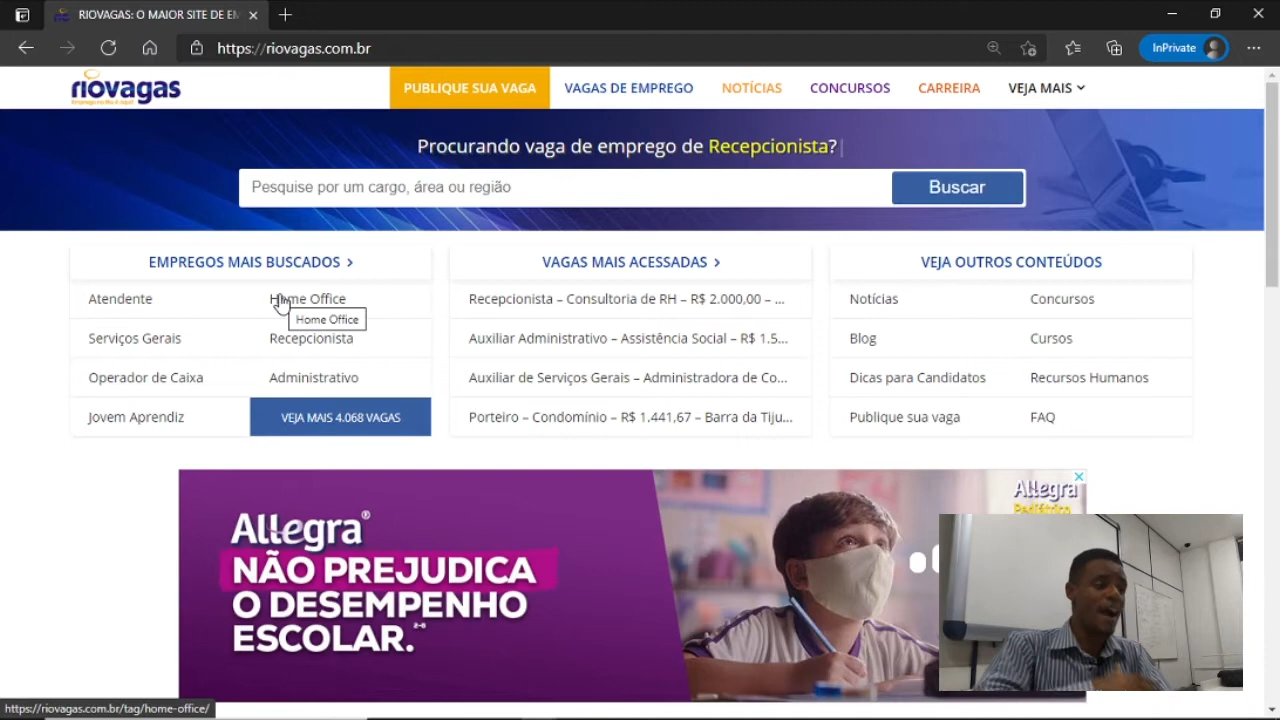 RIOVAGAS: O MAIOR SITE DE EM
https://riovagas.com.br
InPrivate
riovagas
PUBLIQUE SUA VAGA
VAGAS DE EMPREGO
NOTÍCIAS
CONCURSOS
CARREIRA
VEJA MAIS
Procurando vaga de emprego de Recepcionista?
Pesquise por um cargo, área ou região
Buscar
EMPREGOS MAIS BUSCADOS
Atendente
Home Office
Home Office
Serviços Gerais
Recepcionista
Operador de Caixa
Administrativo
Jovem Aprendiz
VEJA MAIS 4.068 VAGAS
VAGAS MAIS ACESSADAS
Recepcionista – Consultoria de RH – R$ 2.000,00 – ...
Auxiliar Administrativo – Assistência Social – R$ 1.5...
Auxiliar de Serviços Gerais – Administradora de Co...
Porteiro – Condomínio – R$ 1.441,67 – Barra da Tiju...
VEJA OUTROS CONTEÚDOS
Notícias
Concursos
Blog
Cursos
Dicas para Candidatos
Recursos Humanos
Publique sua vaga
FAQ
Allegra®
NÃO PREJUDICA
O DESEMPENHO
ESCOLAR.
Allegra
Pediátrico
https://riovagas.com.br/tag/home-office/